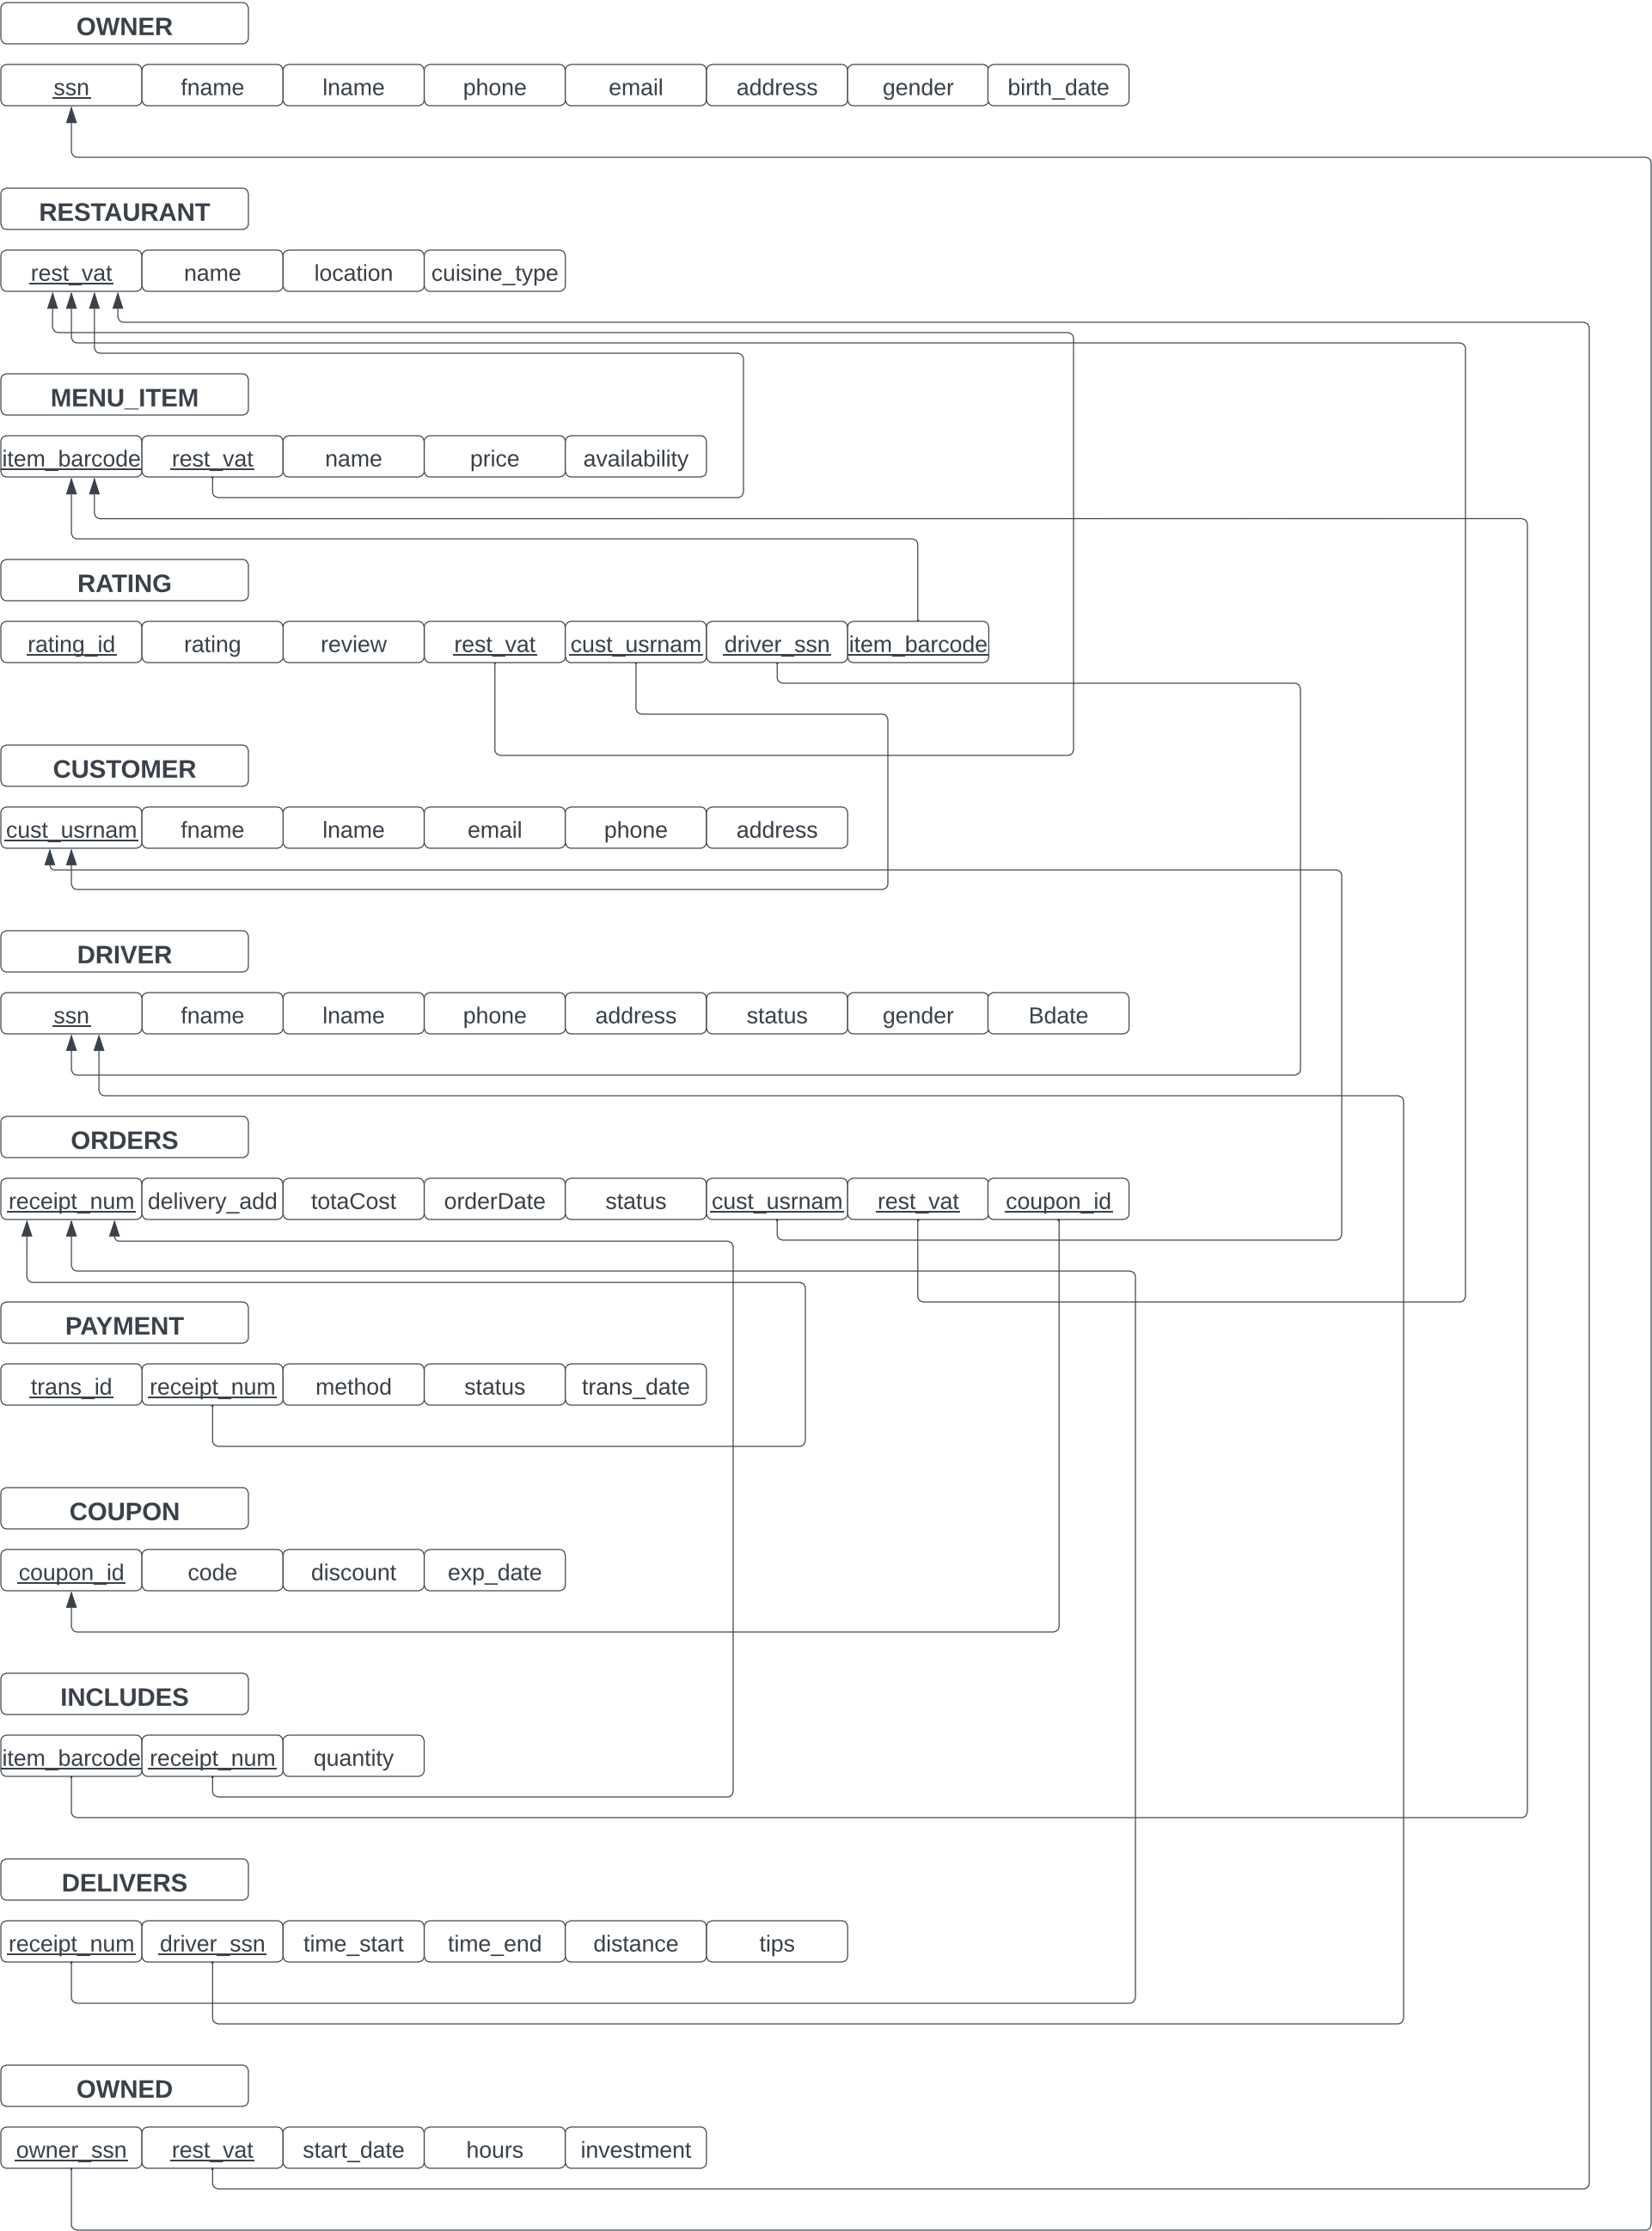 OWNER
ssn fname lname phone email address gender birth_date
RESTAURANT
rest_vat name location cuisine_type
MENU_ITEM
item_barcode rest_vat name price availability
RATING
rating_id rating review rest_vat cust_usrnam driver_ssn item_barcode
CUSTOMER
cust_usrnam fname lname email phone address
DRIVER
ssn fname lname phone address status gender Bdate
ORDERS
receipt_num delivery_add totaCost orderDate status cust_usrnam rest_vat coupon_id
PAYMENT
trans_id receipt_num method status trans_date
COUPON
coupon_id code discount exp_date
INCLUDES
item_barcode receipt_num quantity
DELIVERS
receipt_num driver_ssn time_start time_end distance tips
OWNED
owner_ssn rest_vat start_date hours investment